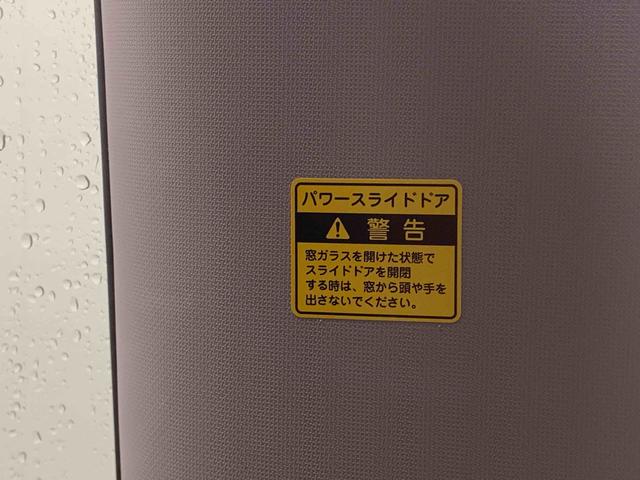 パワースライドドア
警告
窓ガラスを開けた状態で
スライドドアを開閉
する時は、窓から頭や手を
出さないでください。